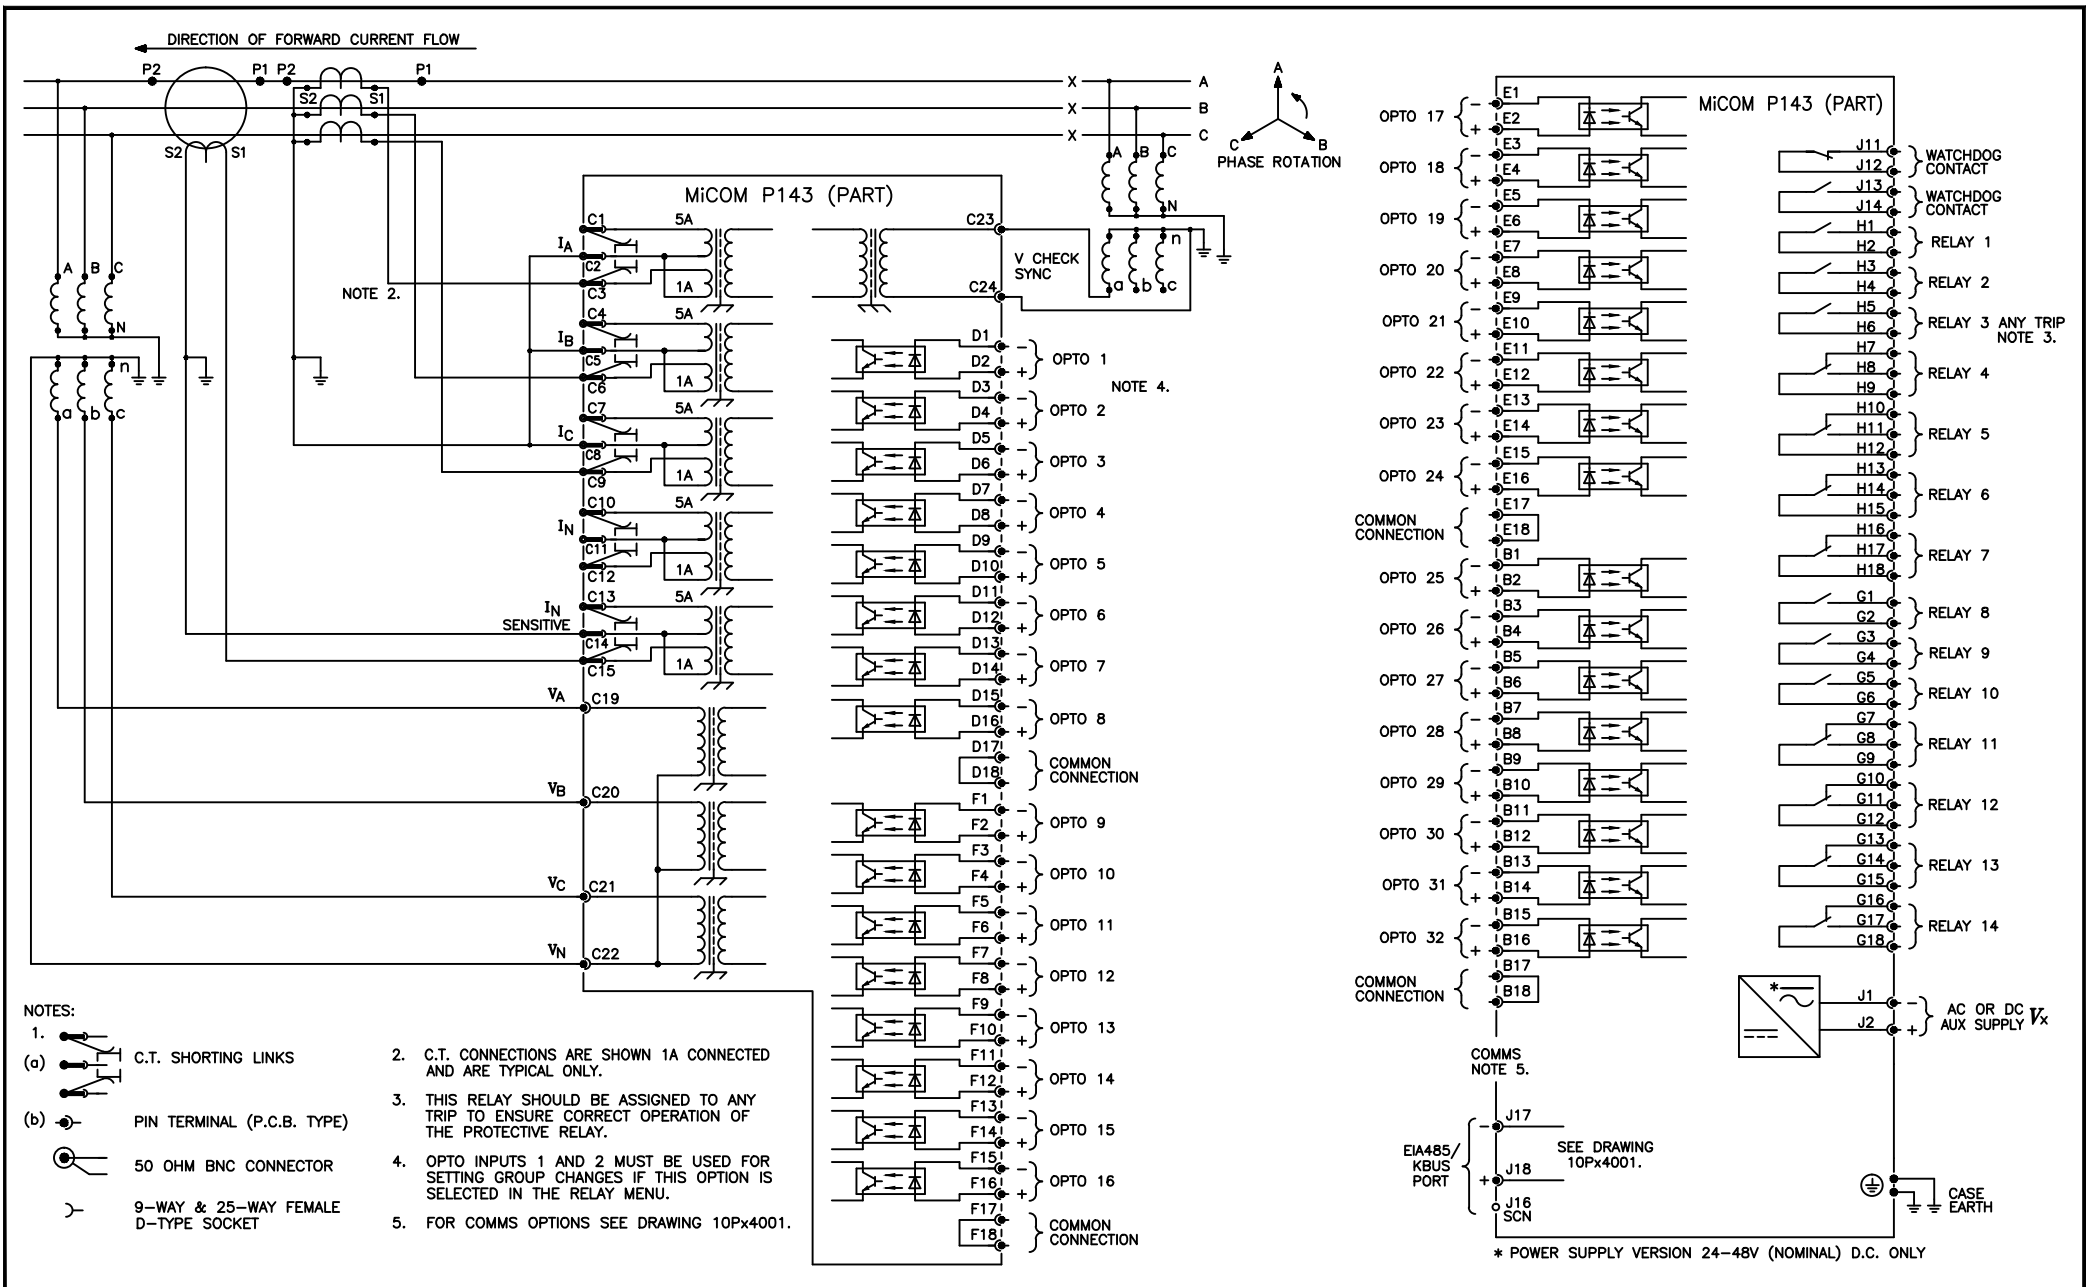 DIRECTION OF FORWARD CURRENT FLOW
P2
P1 P2
P1
S2
S1
S2
S1
X
A
X
B
X
C
A
C
B
PHASE ROTATION
A
B
C
N
n
a
b
c
A
B
C
N
n
a
b
c
NOTE 2.
MiCOM P143 (PART)
C1
5A
IA
C2
C3
1A
C4
5A
IB
C5
C6
1A
C7
5A
IC
C8
C9
1A
C10
5A
IN
C11
C12
1A
C13
5A
IN
SENSITIVE
C14
C15
1A
VA
C19
VB
C20
VC
C21
VN
C22
C23
V CHECK
SYNC
C24
D1
D2
− + OPTO 1
NOTE 4.
D3
D4
− + OPTO 2
D5
D6
− + OPTO 3
D7
D8
− + OPTO 4
D9
D10
− + OPTO 5
D11
D12
− + OPTO 6
D13
D14
− + OPTO 7
D15
D16
− + OPTO 8
D17
D18
COMMON
CONNECTION
F1
F2
− + OPTO 9
F3
F4
− + OPTO 10
F5
F6
− + OPTO 11
F7
F8
− + OPTO 12
F9
F10
− + OPTO 13
F11
F12
− + OPTO 14
F13
F14
− + OPTO 15
F15
F16
− + OPTO 16
F17
F18
COMMON
CONNECTION
MiCOM P143 (PART)
OPTO 17 − +
E1
E2
OPTO 18 − +
E3
E4
OPTO 19 − +
E5
E6
OPTO 20 − +
E7
E8
OPTO 21 − +
E9
E10
OPTO 22 − +
E11
E12
OPTO 23 − +
E13
E14
OPTO 24 − +
E15
E16
COMMON
CONNECTION
E17
E18
OPTO 25 − +
B1
B2
OPTO 26 − +
B3
B4
OPTO 27 − +
B5
B6
OPTO 28 − +
B7
B8
OPTO 29 − +
B9
B10
OPTO 30 − +
B11
B12
OPTO 31 − +
B13
B14
OPTO 32 − +
B15
B16
COMMON
CONNECTION
B17
B18
COMMS
NOTE 5.
EIA485/
KBUS
PORT
− J17
+ J18
J16
SCN
SEE DRAWING
10Px4001.
J11
J12
WATCHDOG
CONTACT
J13
J14
WATCHDOG
CONTACT
H1
H2
RELAY 1
H3
H4
RELAY 2
H5
H6
RELAY 3 ANY TRIP
NOTE 3.
H7
H8
H9
RELAY 4
H10
H11
H12
RELAY 5
H13
H14
H15
RELAY 6
H16
H17
H18
RELAY 7
G1
G2
RELAY 8
G3
G4
RELAY 9
G5
G6
RELAY 10
G7
G8
G9
RELAY 11
G10
G11
G12
RELAY 12
G13
G14
G15
RELAY 13
G16
G17
G18
RELAY 14
*
J1 −
J2 +
AC OR DC
AUX SUPPLY Vx
CASE
EARTH
* POWER SUPPLY VERSION 24−48V (NOMINAL) D.C. ONLY
NOTES:
1.
(a)
C.T. SHORTING LINKS
(b)
PIN TERMINAL (P.C.B. TYPE)
50 OHM BNC CONNECTOR
9−WAY & 25−WAY FEMALE
D−TYPE SOCKET
2. C.T. CONNECTIONS ARE SHOWN 1A CONNECTED
AND ARE TYPICAL ONLY.
3. THIS RELAY SHOULD BE ASSIGNED TO ANY
TRIP TO ENSURE CORRECT OPERATION OF
THE PROTECTIVE RELAY.
4. OPTO INPUTS 1 AND 2 MUST BE USED FOR
SETTING GROUP CHANGES IF THIS OPTION IS
SELECTED IN THE RELAY MENU.
5. FOR COMMS OPTIONS SEE DRAWING 10Px4001.